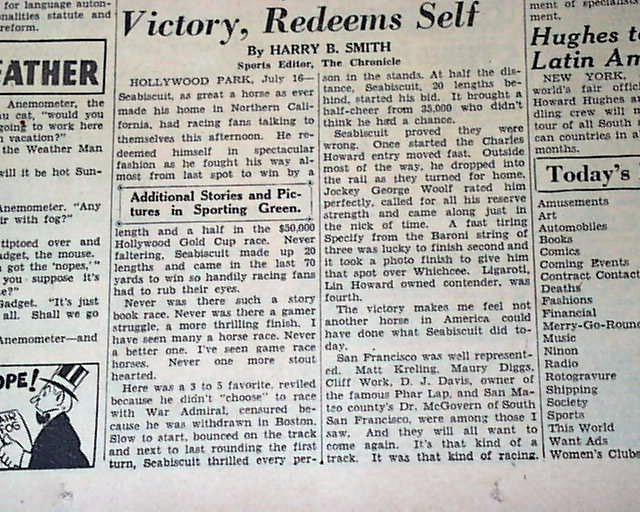 for language auton-
nalities statute and
reform.
FEATHER
Anemometer, the
au cat, "would you
going to work here
n vacation?"
the Weather Man
will it be hot Sun-
Anemometer. "Any
ir with fog?"
tiptoed over and
adget, the mouse.
got the 'nopes,'"
you suppose it's
e?"
Gadget. "It's just
all. Shall we go
Anemometer—and
OPE!
FOG
Victory, Redeems Self
By HARRY B. SMITH
Sports Editor, The Chronicle
HOLLYWOOD PARK, July 16—
Seabiscuit, as great a horse as ever
made his home in Northern Cali-
fornia, had racing fans talking to
themselves this afternoon. He re-
deemed himself in spectacular
fashion as he fought his way al-
most from last spot to win by a
Additional Stories and Pic-
tures in Sporting Green.
length and a half in the $50,000
Hollywood Gold Cup race. Never
faltering, Seabiscuit made up 20
lengths and came in the last 70
yards to win so handily racing fans
had to rub their eyes.
Never was there such a story
book race. Never was there a gamer
struggle, a more thrilling finish. I
have seen many a horse race. Never
a better one. I've seen game race
horses. Never one more stout
hearted.
Here was a 3 to 5 favorite, reviled
because he didn't "choose" to race
with War Admiral, censured be-
cause he was withdrawn in Boston.
Slow to start, bounced on the track
and next to last rounding the first
turn, Seabiscuit thrilled every per-
son in the stands. At half the dis-
tance, Seabiscuit, 20 lengths be-
hind, started his bid. It brought a
half-cheer from 35,000 who didn't
think he had a chance.
Seabiscuit proved they were
wrong. Once started the Charles
Howard entry moved fast. Outside
most of the way, he dropped into
the rail as they turned for home.
Jockey George Woolf rated him
perfectly, called for all his reserve
strength and came along just in
the nick of time. A fast tiring
Specify from the Baroni string of
three was lucky to finish second and
it took a photo finish to give him
that spot over Whichcee. Ligaroti,
Lin Howard owned contender, was
fourth.
The victory makes me feel not
another horse in America could
have done what Seabiscuit did to-
day.
San Francisco was well represent-
ed. Matt Kreling, Maury Diggs,
Cliff Work, D. J. Davis, owner of
the famous Phar Lap, and San Ma-
teo county's Dr. McGovern of South
San Francisco, were among those I
saw. And they will all want to
come again. It's that kind of a
track. It was that kind of racing.
ment of specialists
ment.
Hughes to
Latin Am
NEW YORK,
world's fair offic
Howard Hughes
dling crew will m
tour of all South
can countries in a
months.
Today's
Amusements
Art
Automobiles
Books
Comics
Coming Events
Contract Contact
Deaths
Fashions
Financial
Merry-Go-Roun
Music
Ninon
Radio
Rotogravure
Shipping
Society
Sports
This World
Want Ads
Women's Clubs